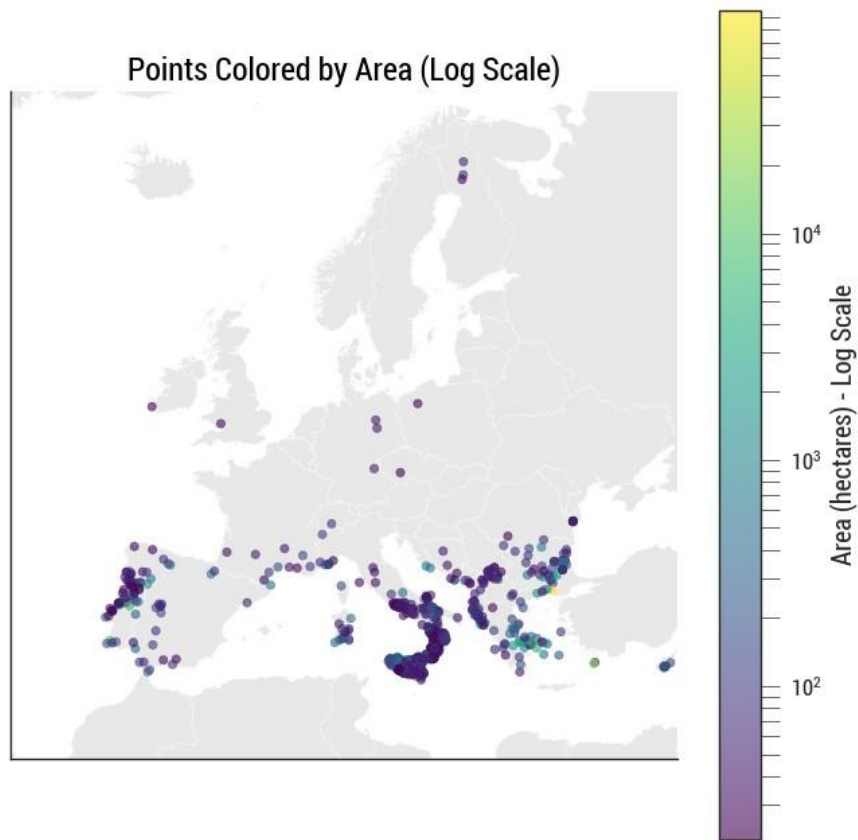 Points Colored by Area (Log Scale)
10⁴
10³
10²
Area (hectares) - Log Scale